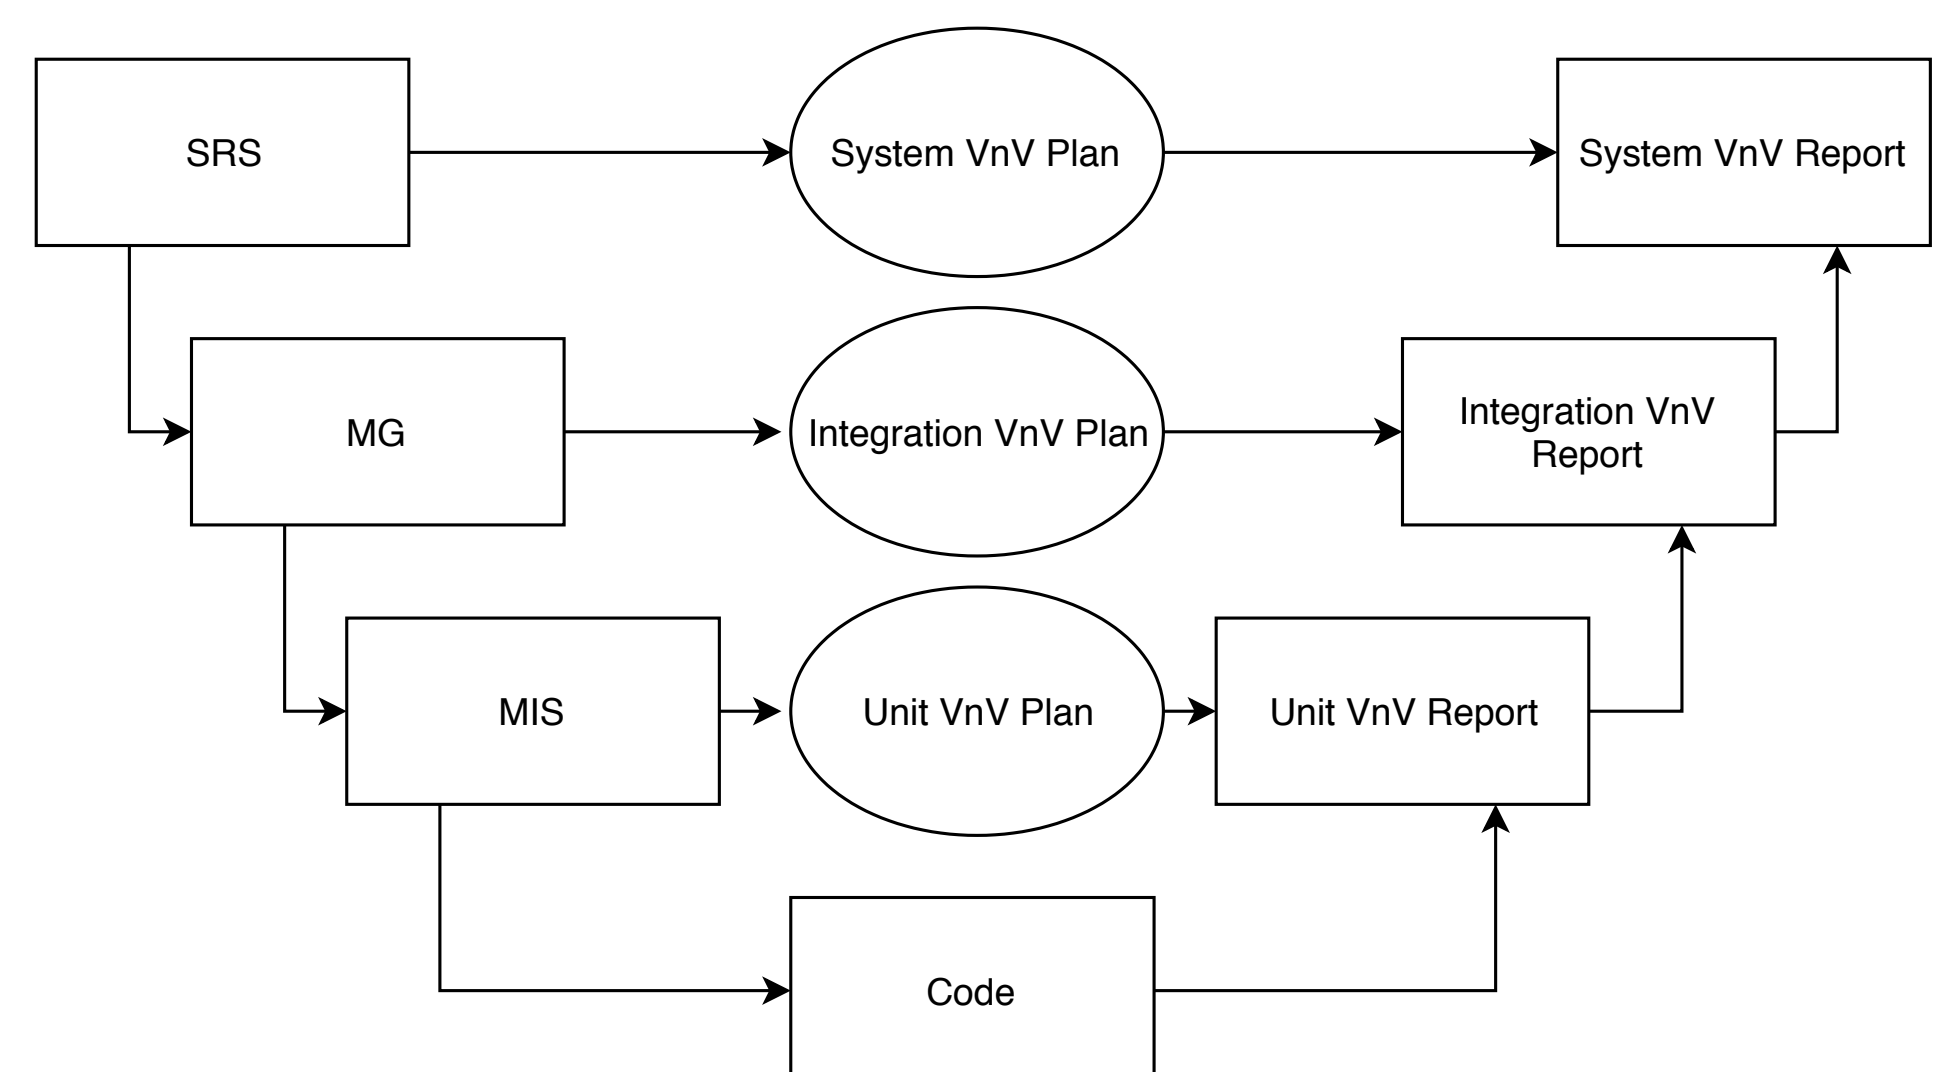 SRS
System VnV Plan
System VnV Report
MG
Integration VnV Plan
Integration VnV
Report
MIS
Unit VnV Plan
Unit VnV Report
Code